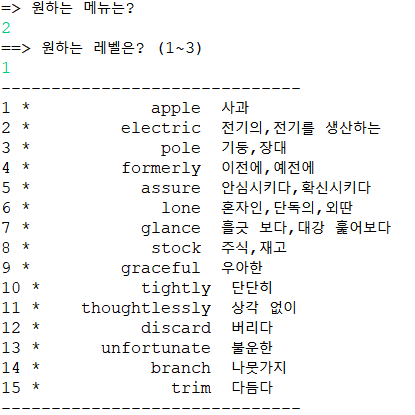 => 원하는 메뉴는?
2
==> 원하는 레벨은? (1~3)
1
------------------------------
1 * apple 사과
2 * electric 전기의,전기를 생산하는
3 * pole 기둥,장대
4 * formerly 이전에,예전에
5 * assure 안심시키다,확신시키다
6 * lone 혼자인,단독의,외딴
7 * glance 흘긋 보다,대강 훑어보다
8 * stock 주식,재고
9 * graceful 우아한
10 * tightly 단단히
11 * thoughtlessly 상각 없이
12 * discard 버리다
13 * unfortunate 불운한
14 * branch 나뭇가지
15 * trim 다듬다
------------------------------